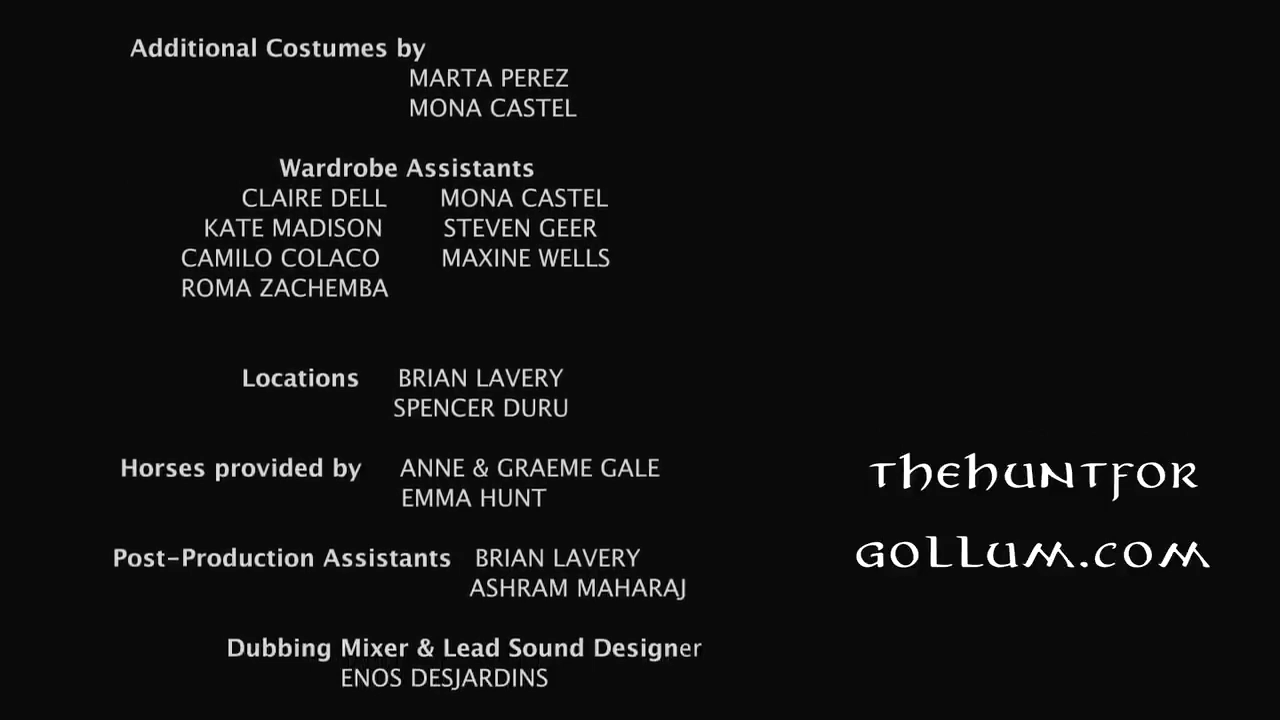 Additional Costumes by
MARTA PEREZ
MONA CASTEL
Wardrobe Assistants
CLAIRE DELL MONA CASTEL
KATE MADISON STEVEN GEER
CAMILO COLACO MAXINE WELLS
ROMA ZACHEMBA
Locations BRIAN LAVERY
SPENCER DURU
Horses provided by ANNE & GRAEME GALE
EMMA HUNT
Post-Production Assistants BRIAN LAVERY
ASHRAM MAHARAJ
Dubbing Mixer & Lead Sound Designer
ENOS DESJARDINS
THEHUNTFOR
GOLLUM.COM